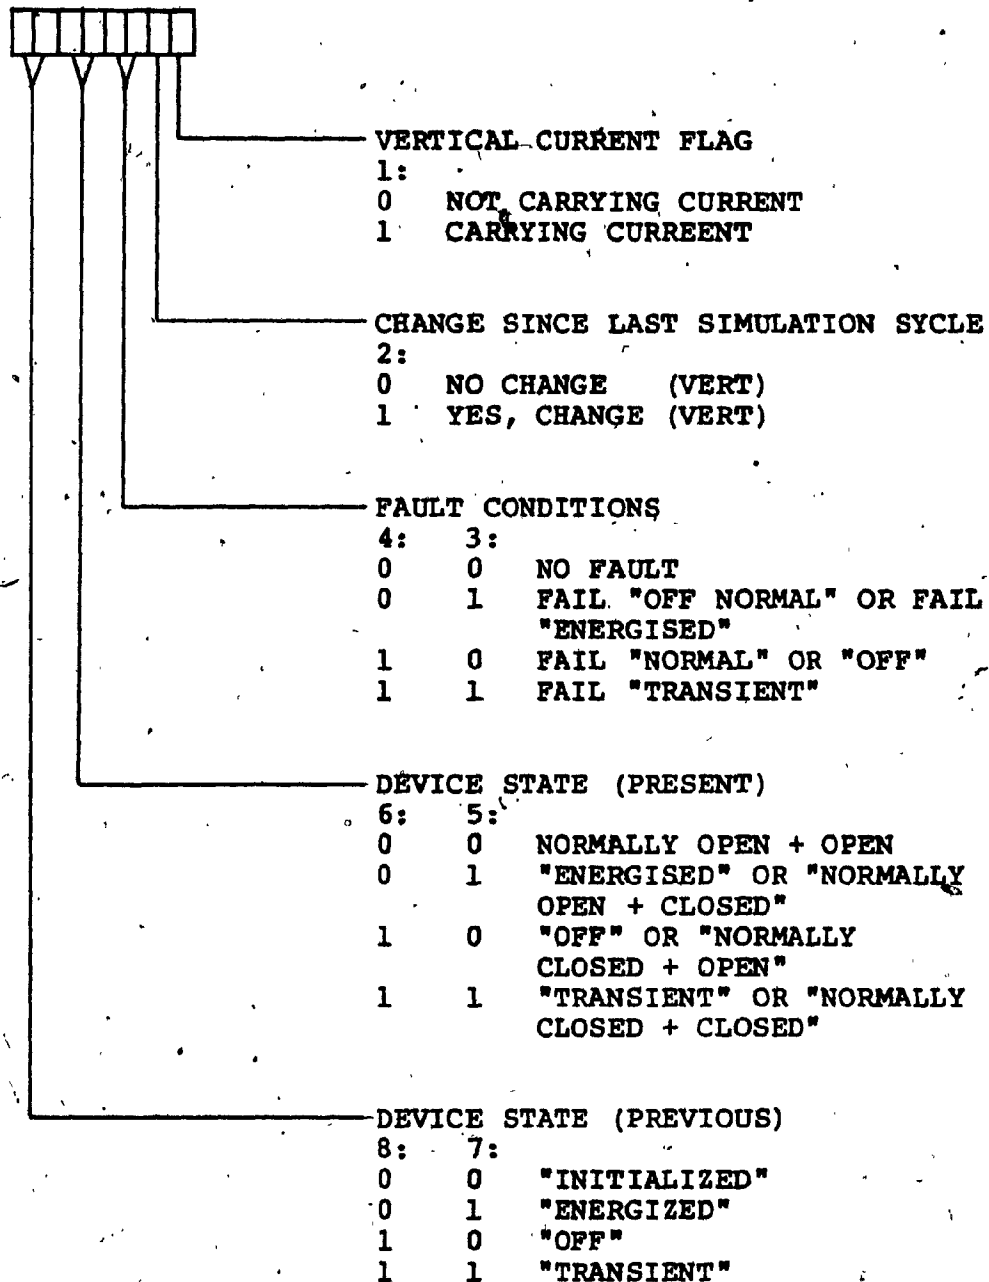 VERTICAL CURRENT FLAG
1:
0 NOT CARRYING CURRENT
1 CARRYING CURREENT
CHANGE SINCE LAST SIMULATION SYCLE
2:
0 NO CHANGE (VERT)
1 YES, CHANGE (VERT)
FAULT CONDITIONS
4: 3:
0 0 NO FAULT
0 1 FAIL "OFF NORMAL" OR FAIL
"ENERGISED"
1 0 FAIL "NORMAL" OR "OFF"
1 1 FAIL "TRANSIENT"
DEVICE STATE (PRESENT)
6: 5:
0 0 NORMALLY OPEN + OPEN
0 1 "ENERGISED" OR "NORMALLY
OPEN + CLOSED"
1 0 "OFF" OR "NORMALLY
CLOSED + OPEN"
1 1 "TRANSIENT" OR "NORMALLY
CLOSED + CLOSED"
DEVICE STATE (PREVIOUS)
8: 7:
0 0 "INITIALIZED"
0 1 "ENERGIZED"
1 0 "OFF"
1 1 "TRANSIENT"